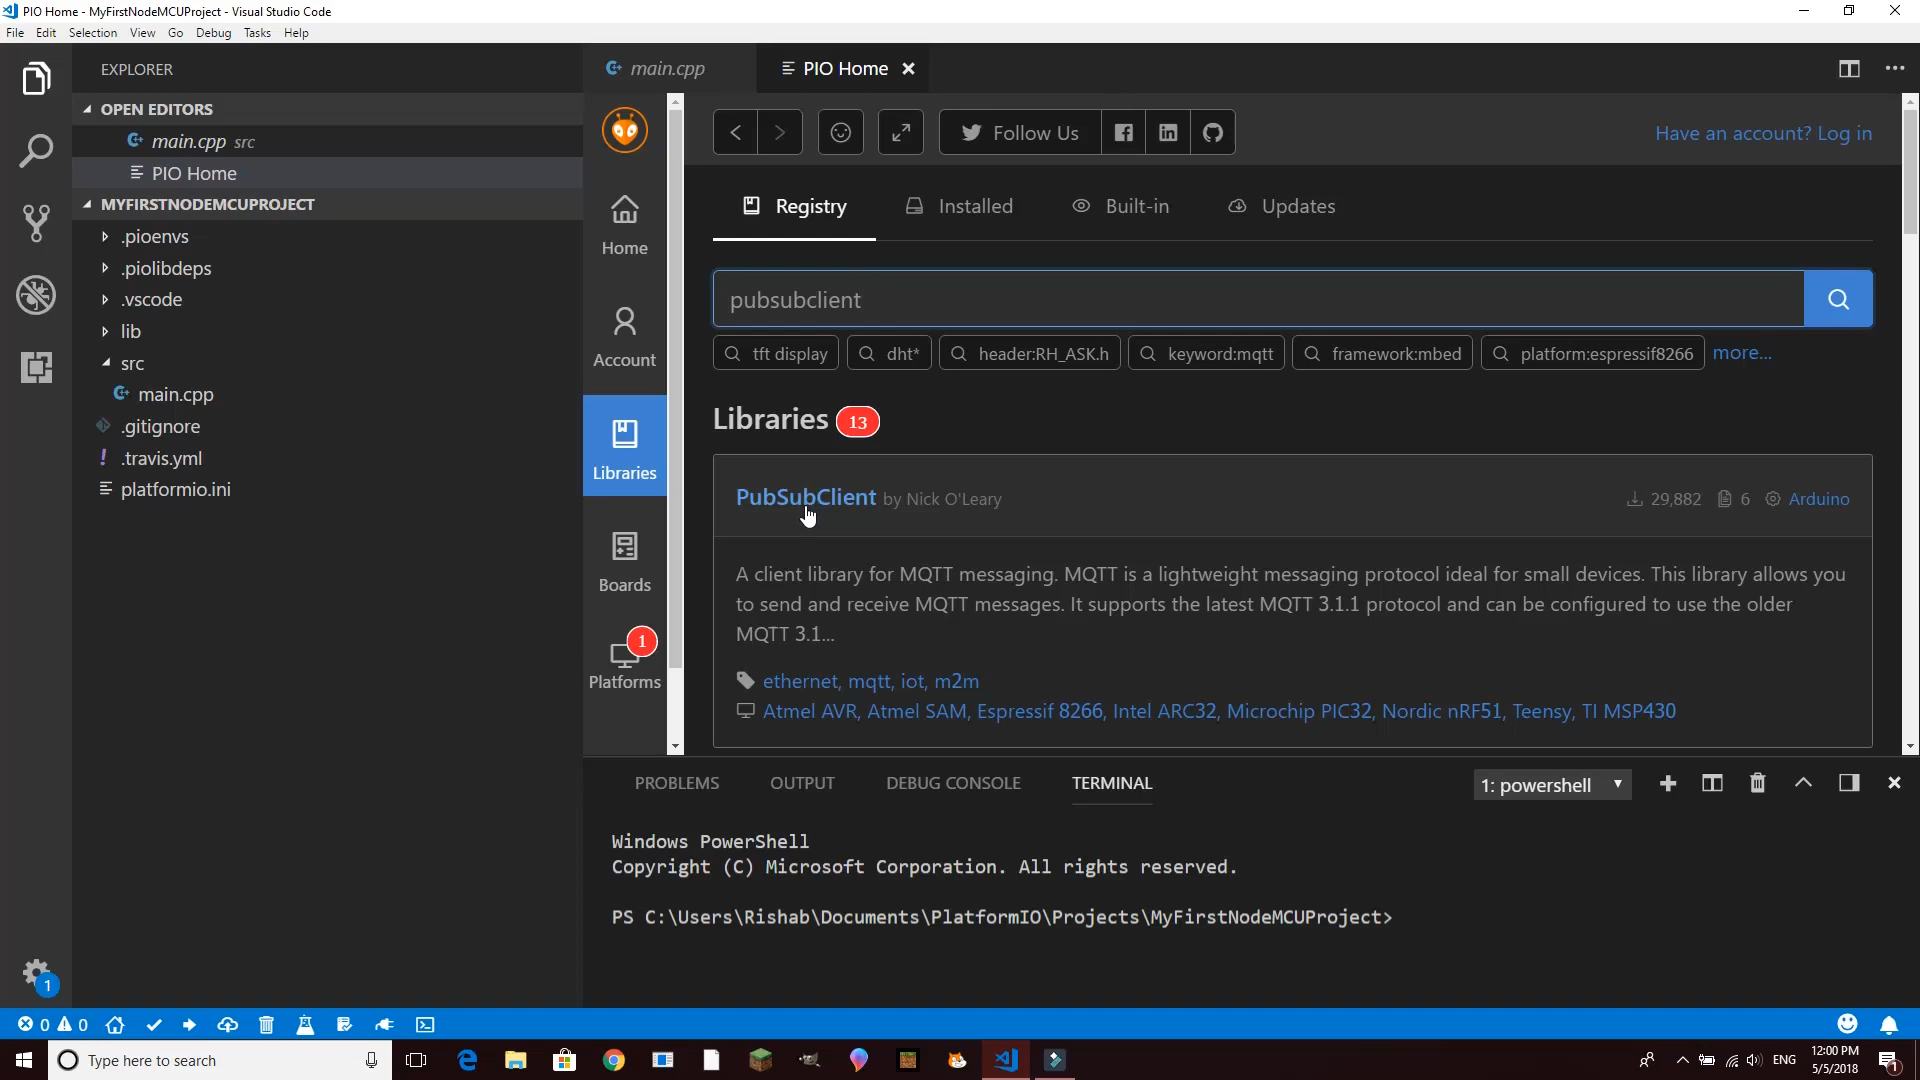 PIO Home - MyFirstNodeMCUProject - Visual Studio Code
File Edit Selection View Go Debug Tasks Help
EXPLORER
OPEN EDITORS
main.cpp src
PIO Home
MYFIRSTNODEMCUPROJECT
.pioenvs
.piolibdeps
.vscode
lib
src
main.cpp
.gitignore
.travis.yml
platformio.ini
1
main.cpp
PIO Home
Home
Account
Libraries
Boards
1
Platforms
Follow Us
Have an account? Log in
Registry Installed Built-in Updates
pubsubclient
tft display dht* header:RH_ASK.h keyword:mqtt framework:mbed platform:espressif8266 more...
Libraries 13
PubSubClient by Nick O'Leary 29,882 6 Arduino
A client library for MQTT messaging. MQTT is a lightweight messaging protocol ideal for small devices. This library allows you
to send and receive MQTT messages. It supports the latest MQTT 3.1.1 protocol and can be configured to use the older
MQTT 3.1...
ethernet, mqtt, iot, m2m
Atmel AVR, Atmel SAM, Espressif 8266, Intel ARC32, Microchip PIC32, Nordic nRF51, Teensy, TI MSP430
PROBLEMS OUTPUT DEBUG CONSOLE TERMINAL 1: powershell
Windows PowerShell
Copyright (C) Microsoft Corporation. All rights reserved.
PS C:\Users\Rishab\Documents\PlatformIO\Projects\MyFirstNodeMCUProject>
0 0
Type here to search
ENG
12:00 PM
5/5/2018
1